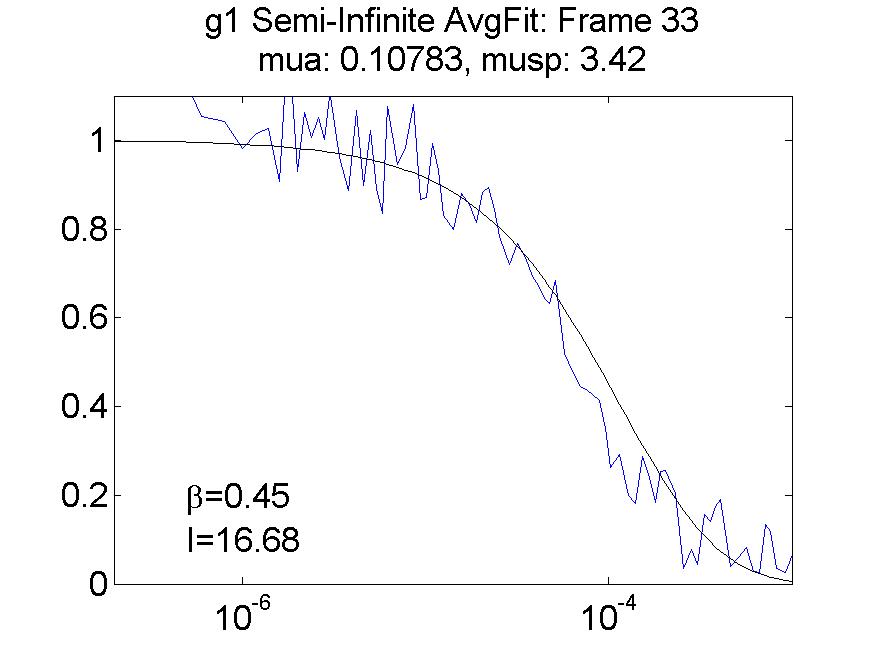 g1 Semi-Infinite AvgFit: Frame 33
mua: 0.10783, musp: 3.42
1
0.8
0.6
0.4
0.2
0
β=0.45
I=16.68
10^-6
10^-4